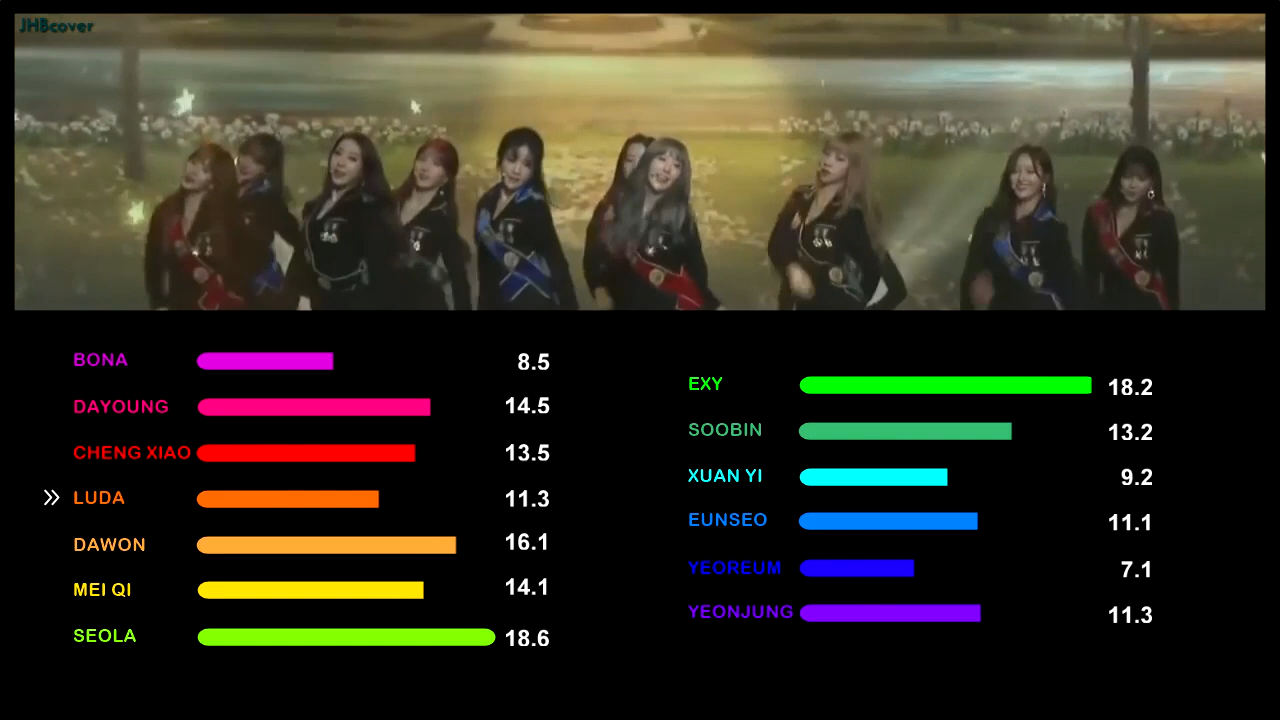 JHBcover
BONA 8.5
DAYOUNG 14.5
CHENG XIAO 13.5
LUDA 11.3
DAWON 16.1
MEI QI 14.1
SEOLA 18.6
EXY 18.2
SOOBIN 13.2
XUAN YI 9.2
EUNSEO 11.1
YEOREUM 7.1
YEONJUNG 11.3